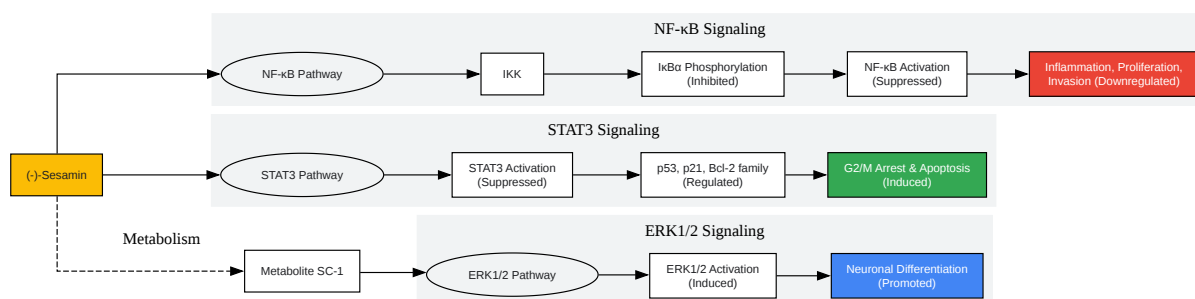 NF-κB Signaling
NF-κB Pathway
IKK
IκBα Phosphorylation
(Inhibited)
NF-κB Activation
(Suppressed)
Inflammation, Proliferation,
Invasion (Downregulated)
STAT3 Signaling
(-)-Sesamin
STAT3 Pathway
STAT3 Activation
(Suppressed)
p53, p21, Bcl-2 family
(Regulated)
G2/M Arrest & Apoptosis
(Induced)
Metabolism
ERK1/2 Signaling
Metabolite SC-1
ERK1/2 Pathway
ERK1/2 Activation
(Induced)
Neuronal Differentiation
(Promoted)